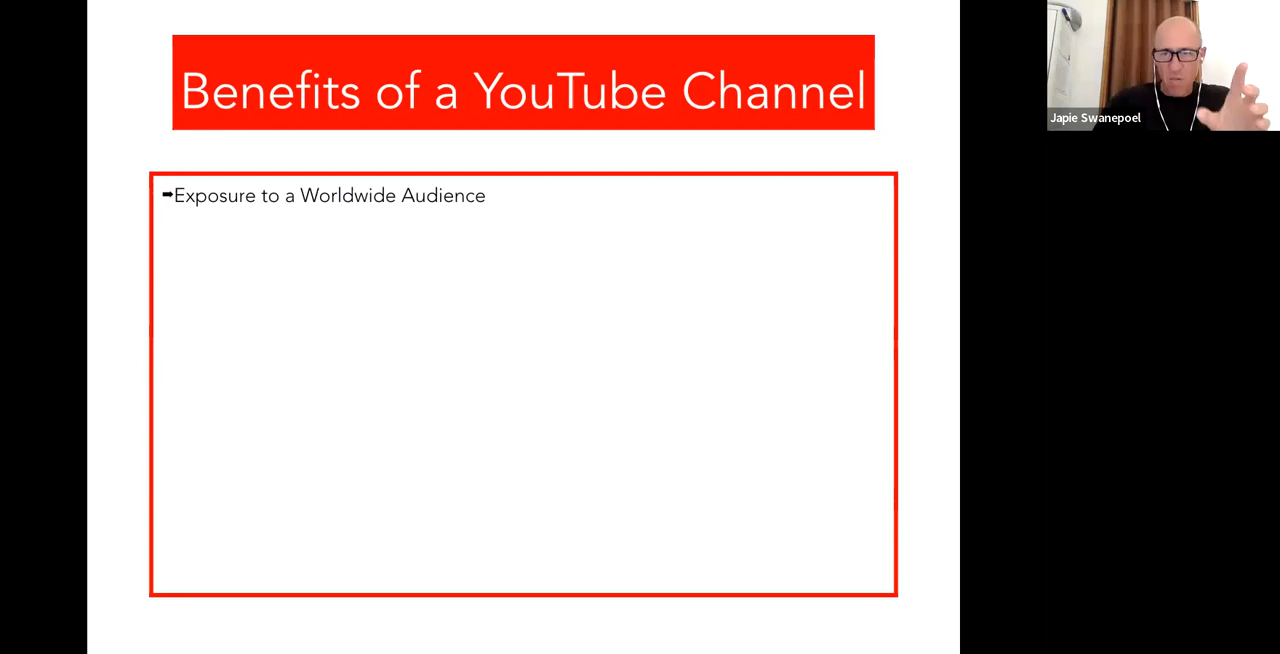 Benefits of a YouTube Channel
➡Exposure to a Worldwide Audience
Japie Swanepoel